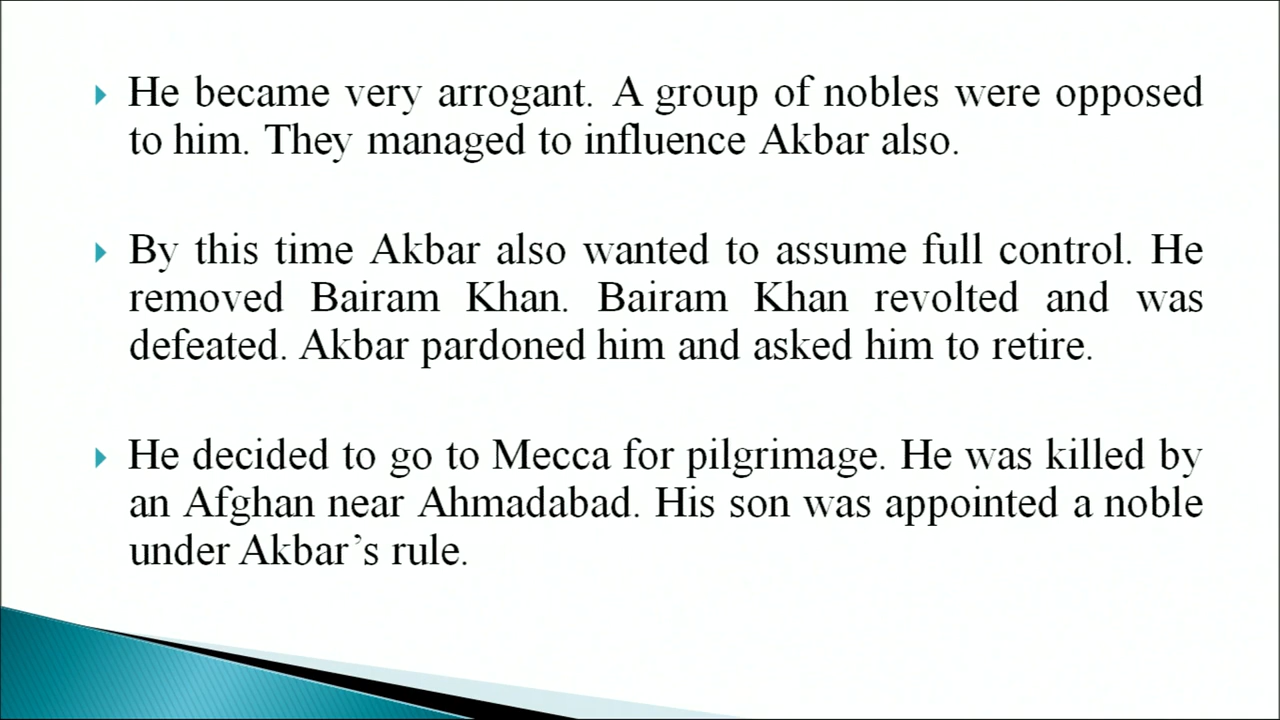 He became very arrogant. A group of nobles were opposed
to him. They managed to influence Akbar also.
By this time Akbar also wanted to assume full control. He
removed Bairam Khan. Bairam Khan revolted and was
defeated. Akbar pardoned him and asked him to retire.
He decided to go to Mecca for pilgrimage. He was killed by
an Afghan near Ahmadabad. His son was appointed a noble
under Akbar’s rule.